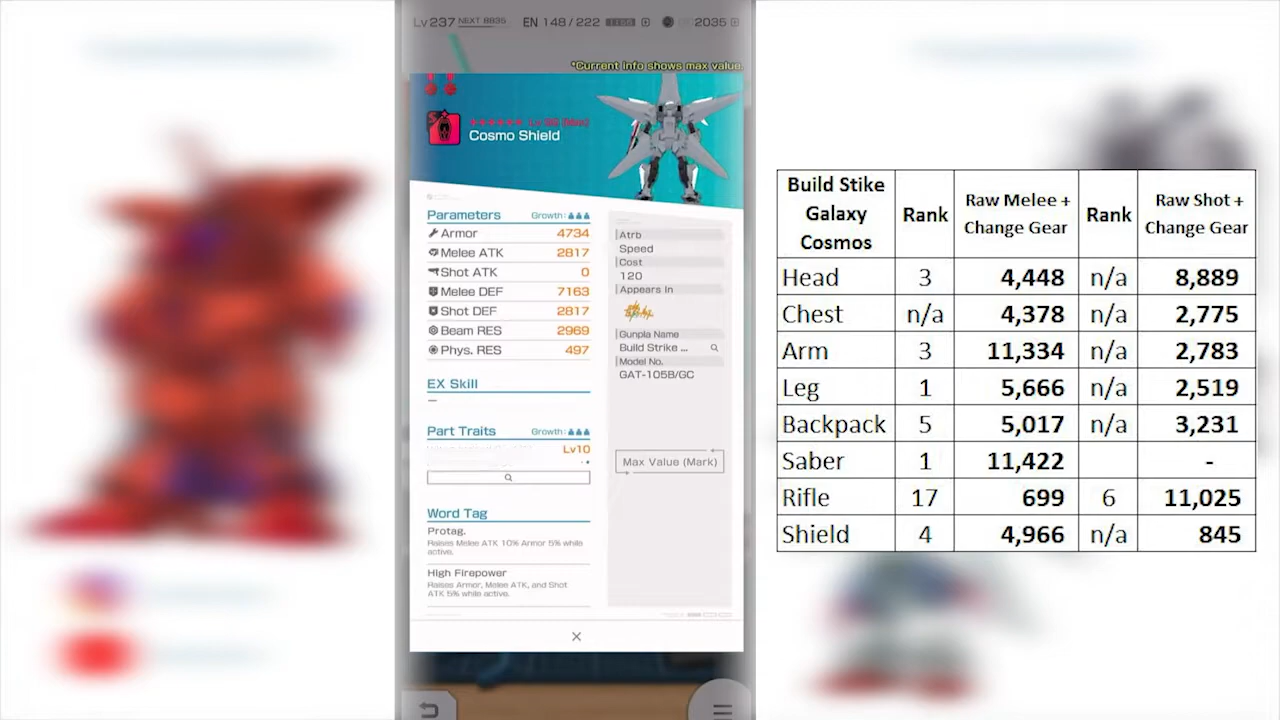 Lv237 NEXT 8835 EN 148/222 2035
*Current info shows max value.
Cosmo Shield
Parameters Growth:
Armor 4734
Melee ATK 2817
Shot ATK 0
Melee DEF 7163
Shot DEF 2817
Beam RES 2969
Phys. RES 497
EX Skill
—
Part Traits Growth:
Lv10
Word Tag
Protag.
Raises Melee ATK 10% Armor 5% while
active.
High Firepower
Raises Armor, Melee ATK, and Shot
ATK 5% while active.
Atrb
Speed
Cost
120
Appears In
Gunpla Name
Build Strike ...
Model No.
GAT-105B/GC
Max Value (Mark)
Build Stike Galaxy Cosmos Rank Raw Melee + Change Gear Rank Raw Shot + Change Gear
Head 3 4,448 n/a 8,889
Chest n/a 4,378 n/a 2,775
Arm 3 11,334 n/a 2,783
Leg 1 5,666 n/a 2,519
Backpack 5 5,017 n/a 3,231
Saber 1 11,422 -
Rifle 17 699 6 11,025
Shield 4 4,966 n/a 845